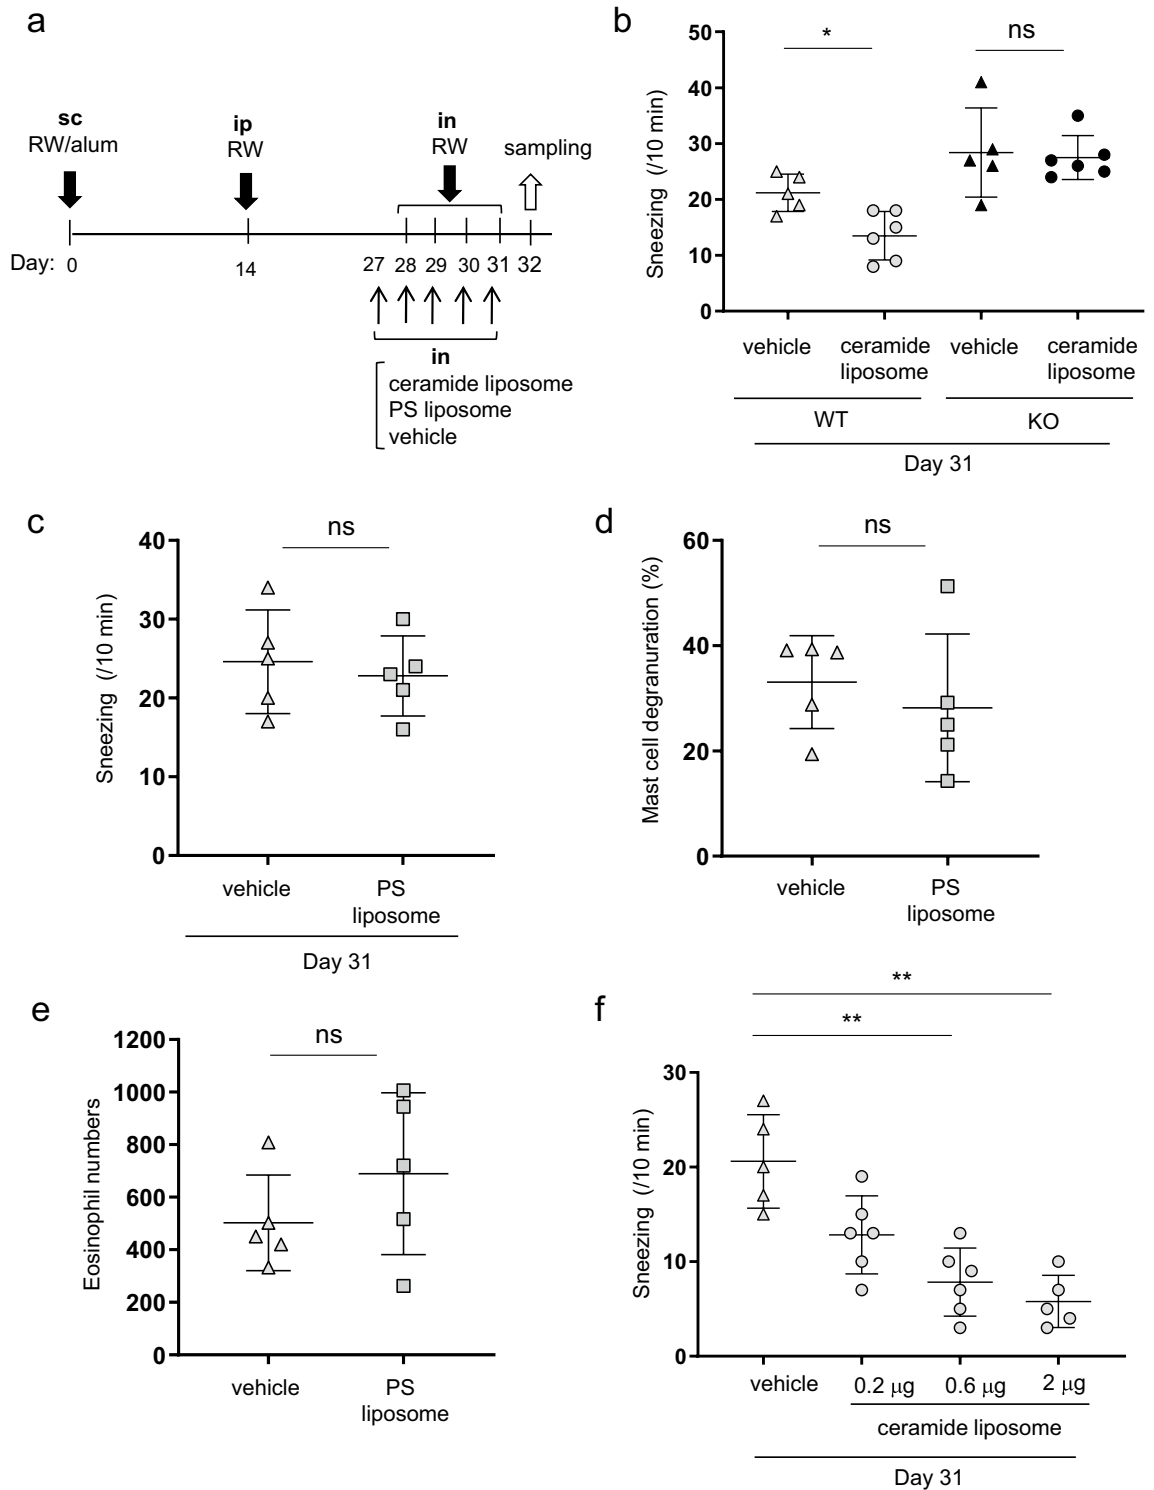 a
sc
RW/alum
ip
RW
in
RW
sampling
Day: 0 14 27 28 29 30 31 32
in
ceramide liposome
PS liposome
vehicle
b
Sneezing (/10 min)
50
40
30
20
10
0
*
ns
vehicle
ceramide
liposome
vehicle
ceramide
liposome
WT
KO
Day 31
c
Sneezing (/10 min)
40
30
20
10
0
ns
vehicle
PS
liposome
Day 31
d
Mast cell degranuration (%)
60
40
20
0
ns
vehicle
PS
liposome
e
Eosinophil numbers
1200
1000
800
600
400
200
0
ns
vehicle
PS
liposome
f
Sneezing (/10 min)
30
20
10
0
**
**
vehicle
0.2 μg
0.6 μg
2 μg
ceramide liposome
Day 31